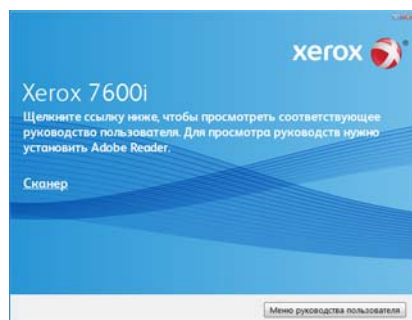 xerox
Xerox 7600i
Щелкните ссылку ниже, чтобы просмотреть соответствующее
руководство пользователя. Для просмотра руководств нужно
установить Adobe Reader.
Сканер
Меню руководства пользователя